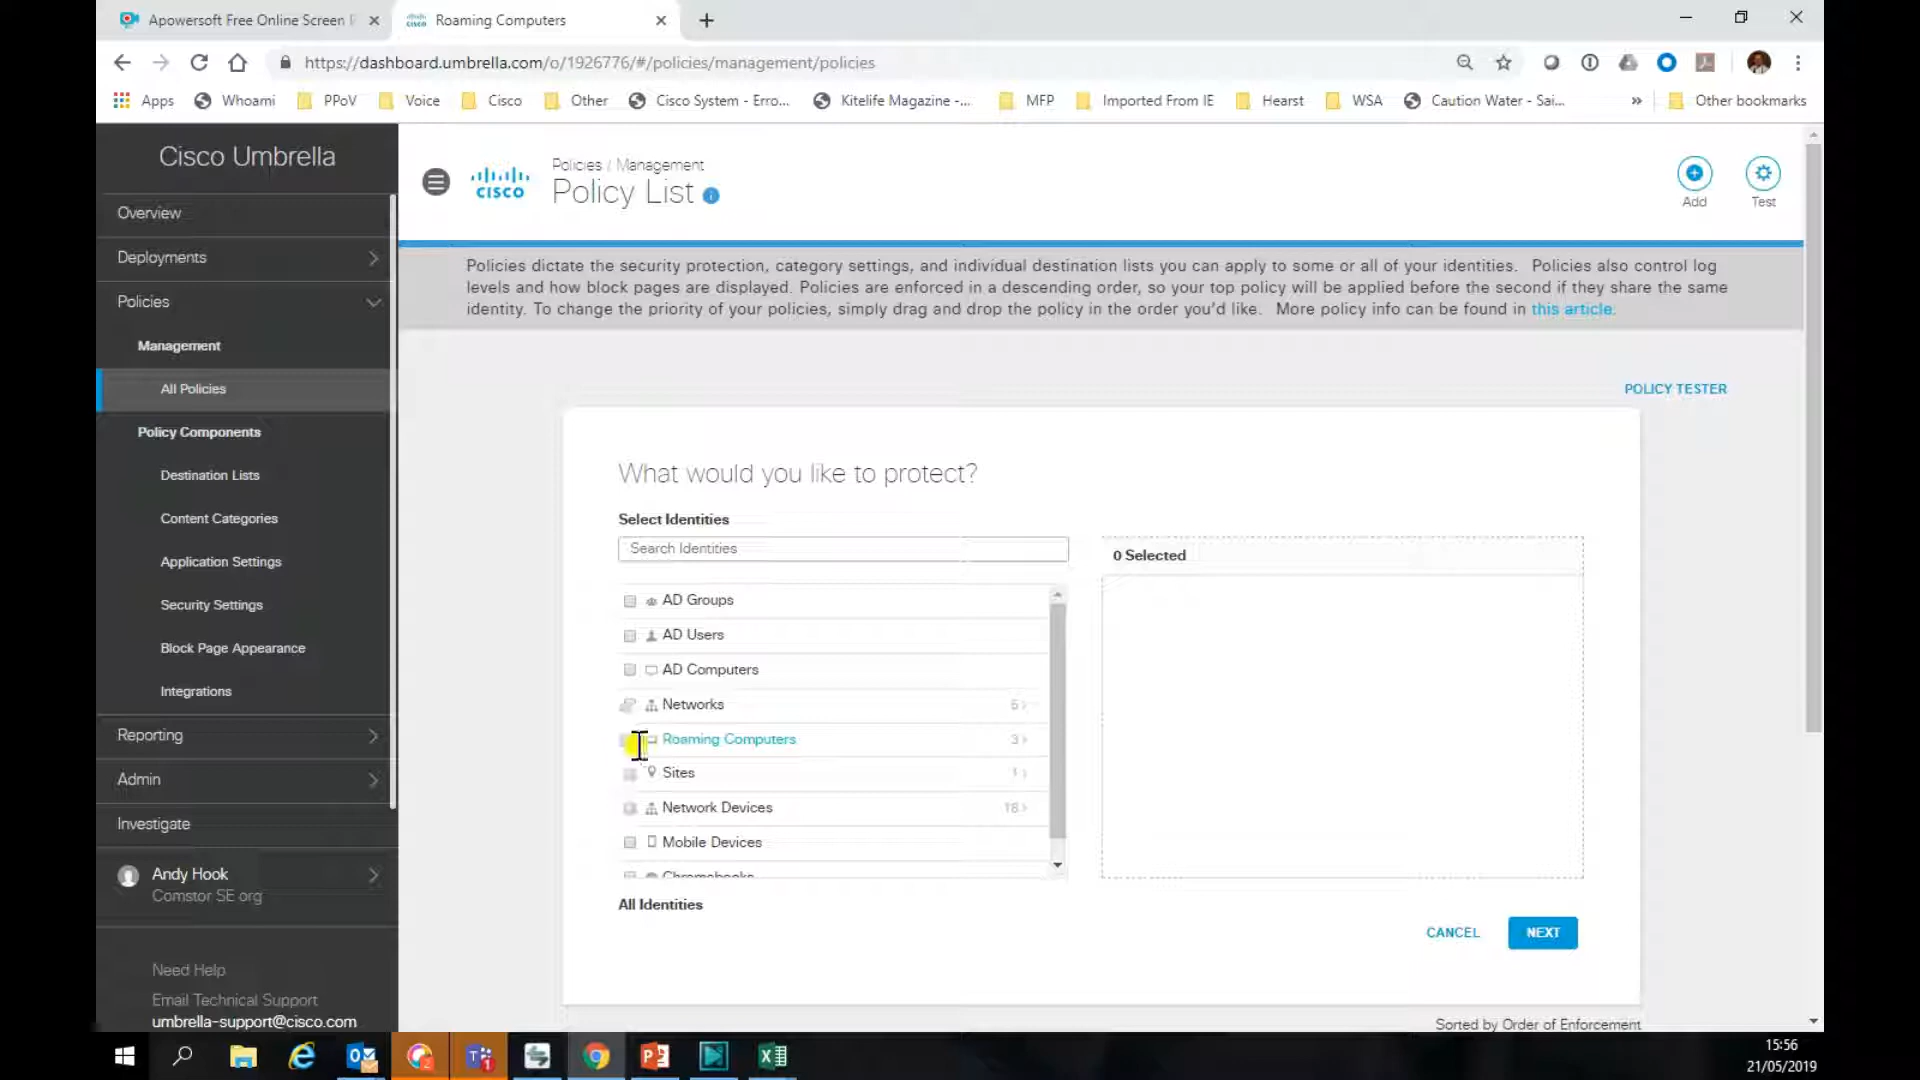 Apowersoft Free Online Screen
Roaming Computers
https://dashboard.umbrella.com/o/1926776/#/policies/management/policies
Apps
Whoami
PPoV
Voice
Cisco
Other
Cisco System - Erro...
Kitelife Magazine -...
MFP
Imported From IE
Hearst
WSA
Caution Water - Sai...
»
Other bookmarks
Cisco Umbrella
Overview
Deployments
Policies
Management
All Policies
Policy Components
Destination Lists
Content Categories
Application Settings
Security Settings
Block Page Appearance
Integrations
Reporting
Admin
Investigate
Andy Hook
Comstor SE org
Need Help
Email Technical Support
umbrella-support@cisco.com
CISCO
Policies / Management
Policy List
Add
Test
Policies dictate the security protection, category settings, and individual destination lists you can apply to some or all of your identities. Policies also control log
levels and how block pages are displayed. Policies are enforced in a descending order, so your top policy will be applied before the second if they share the same
identity. To change the priority of your policies, simply drag and drop the policy in the order you'd like. More policy info can be found in this article.
POLICY TESTER
What would you like to protect?
Select Identities
Search Identities
0 Selected
AD Groups
AD Users
AD Computers
Networks 5
Roaming Computers 3
Sites 1
Network Devices 18
Mobile Devices
Chromebooks
All Identities
CANCEL
NEXT
Sorted by Order of Enforcement
15:56
21/05/2019